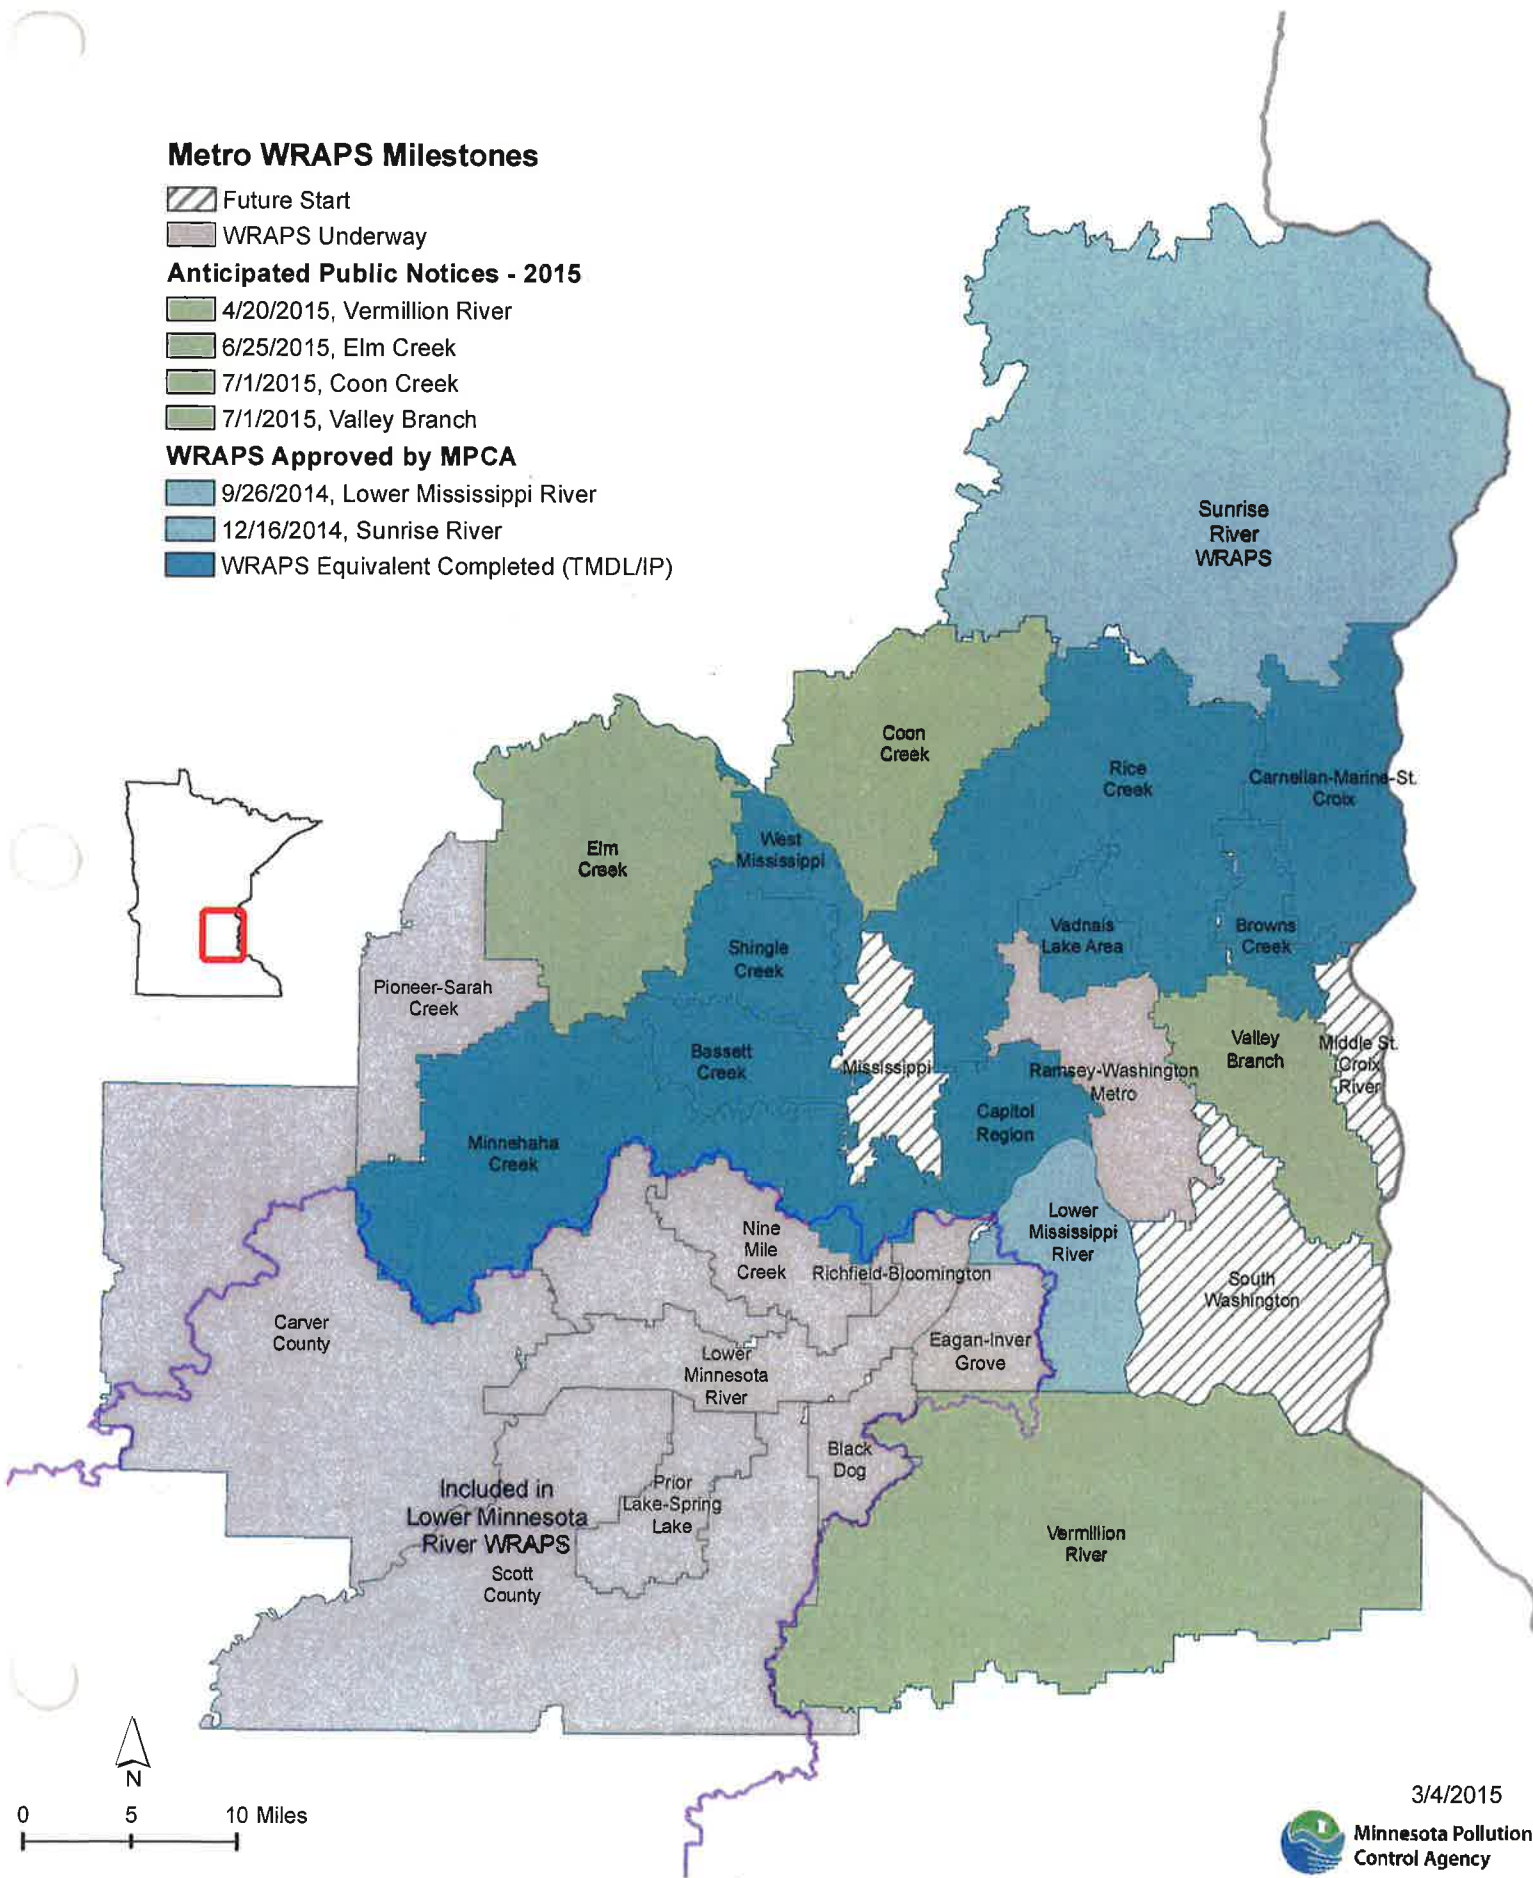 Metro WRAPS Milestones
Future Start
WRAPS Underway
Anticipated Public Notices - 2015
4/20/2015, Vermillion River
6/25/2015, Elm Creek
7/1/2015, Coon Creek
7/1/2015, Valley Branch
WRAPS Approved by MPCA
9/26/2014, Lower Mississippi River
12/16/2014, Sunrise River
WRAPS Equivalent Completed (TMDL/IP)
Sunrise
River
WRAPS
Coon
Creek
Rice
Creek
Carnelian-Marine-St.
Croix
West
Mississippi
Elm
Creek
Vadnais
Lake Area
Browns
Creek
Shingle
Creek
Pioneer-Sarah
Creek
Bassett
Creek
Mississippi
Ramsey-Washington
Metro
Valley
Branch
Middle St.
Croix
River
Capitol
Region
Minnehaha
Creek
Lower
Mississippi
River
Nine
Mile
Creek
Richfield-Bloomington
South
Washington
Carver
County
Eagan-Inver
Grove
Lower
Minnesota
River
Black
Dog
Prior
Lake-Spring
Lake
Included in
Lower Minnesota
River WRAPS
Scott
County
Vermillion
River
N
0 5 10 Miles
3/4/2015
Minnesota Pollution
Control Agency